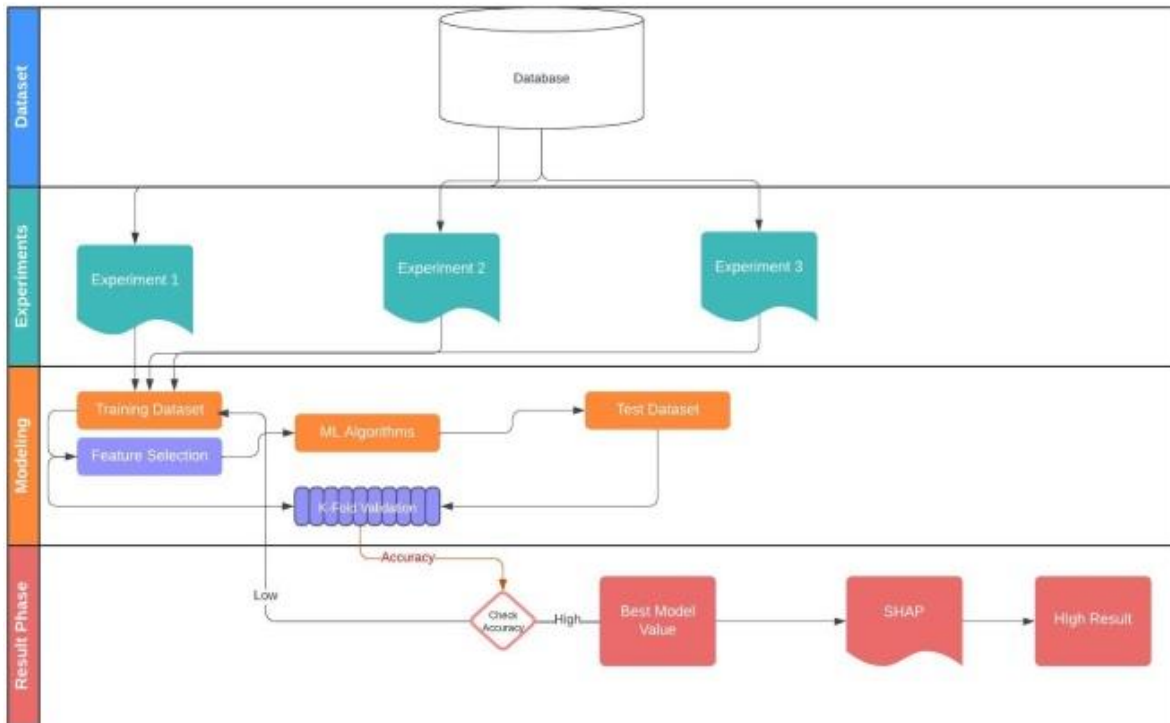 Dataset
Database
Experiments
Experiment 1
Experiment 2
Experiment 3
Modeling
Training Dataset
Feature Selection
ML Algorithms
Test Dataset
K-Fold Validation
Result Phase
Accuracy
Low
Check
Accuracy
High
Best Model
Value
SHAP
High Result